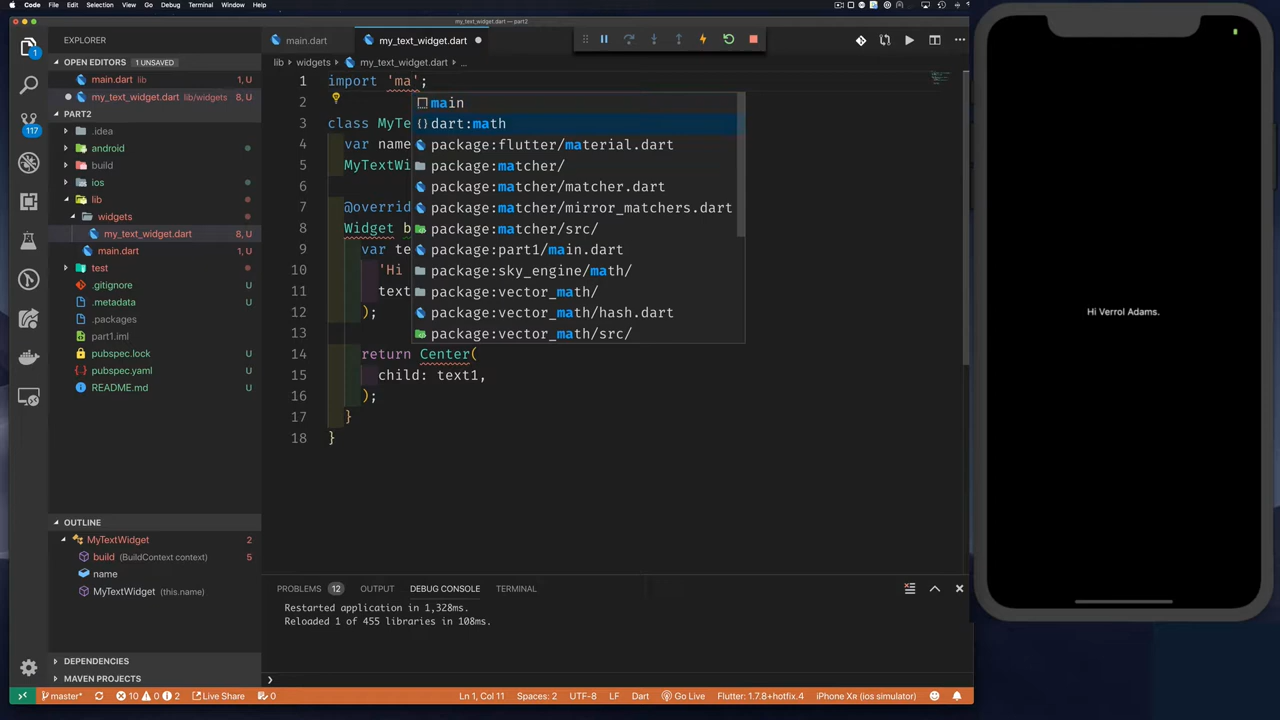 Code File Edit Selection View Go Debug Terminal Window Help
my_text_widget.dart — part2
EXPLORER
OPEN EDITORS 1 UNSAVED
main.dart lib 1, U
my_text_widget.dart lib/widgets 8, U
PART2
.idea
android
build
ios
lib
widgets
my_text_widget.dart 8, U
main.dart 1, U
test
.gitignore U
.metadata U
.packages
part1.iml
pubspec.lock U
pubspec.yaml U
README.md U
1
117
OUTLINE
MyTextWidget 2
build (BuildContext context) 5
name
MyTextWidget (this.name)
DEPENDENCIES
MAVEN PROJECTS
main.dart
my_text_widget.dart
lib › widgets › my_text_widget.dart › ...
1 import 'ma';
2
3 class MyTe
4 var name
5 MyTextWi
6
7 @overrid
8 Widget b
9 var te
10 'Hi
11 text
12 );
13
14 return Center(
15 child: text1,
16 );
17 }
18 }
main
dart:math
package:flutter/material.dart
package:matcher/
package:matcher/matcher.dart
package:matcher/mirror_matchers.dart
package:matcher/src/
package:part1/main.dart
package:sky_engine/math/
package:vector_math/
package:vector_math/hash.dart
package:vector_math/src/
PROBLEMS 12 OUTPUT DEBUG CONSOLE TERMINAL
Restarted application in 1,328ms.
Reloaded 1 of 455 libraries in 108ms.
master* 10 2 Live Share 0 Ln 1, Col 11 Spaces: 2 UTF-8 LF Dart Go Live Flutter: 1.7.8+hotfix.4 iPhone Xʀ (ios simulator)
Hi Verrol Adams.